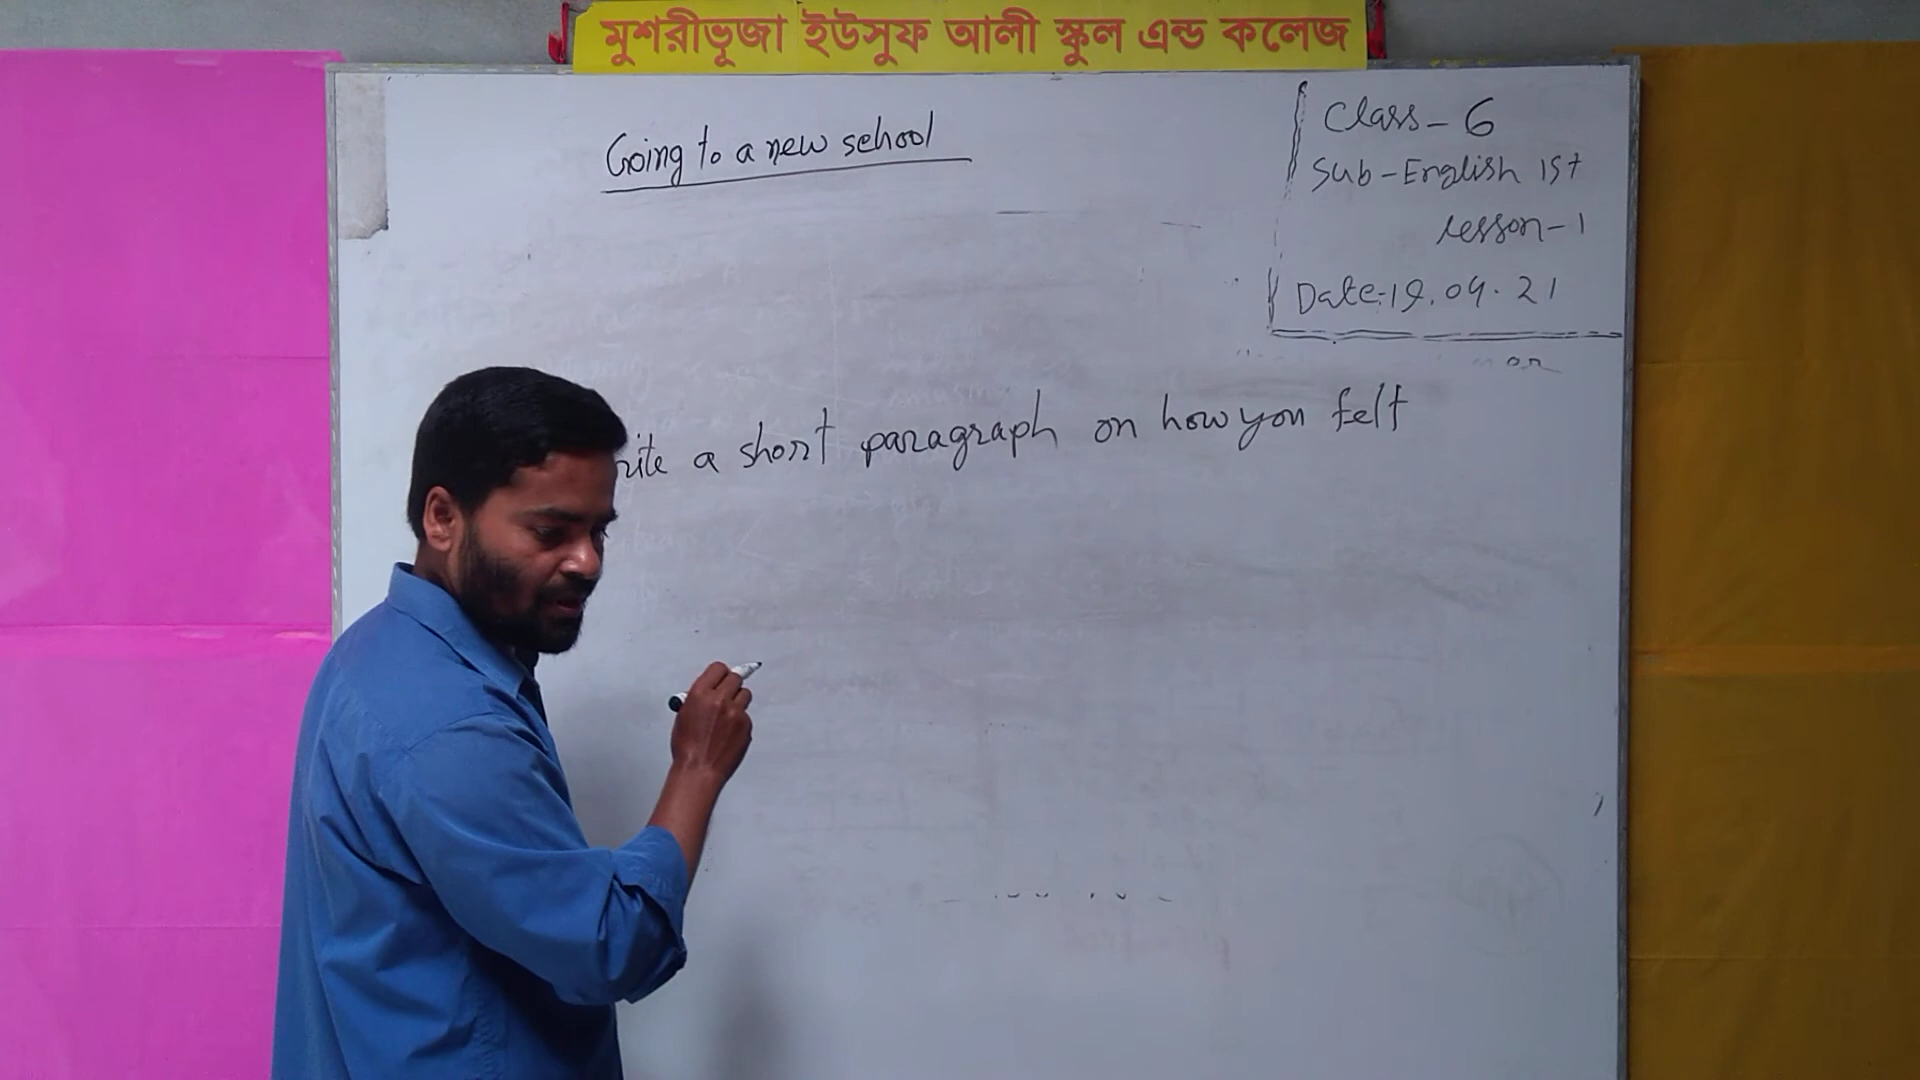 মুশরীভূজা ইউসুফ আলী স্কুল এন্ড কলেজ
Going to a new school
Class - 6
Sub - English 1st
Lesson - 1
Date: 19.04.21
rite a short paragraph on how you felt